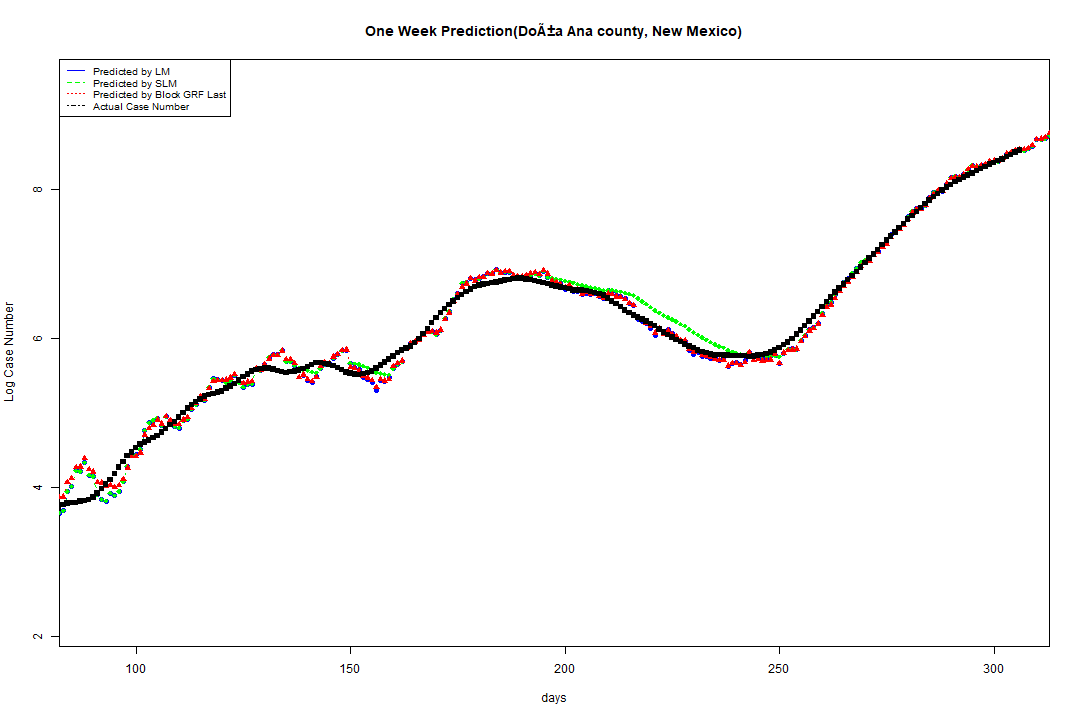 One Week Prediction(DoÃ±a Ana county, New Mexico)
Predicted by LM
Predicted by SLM
Predicted by Block GRF Last
Actual Case Number
Log Case Number
8
6
4
2
100 150 200 250 300
days